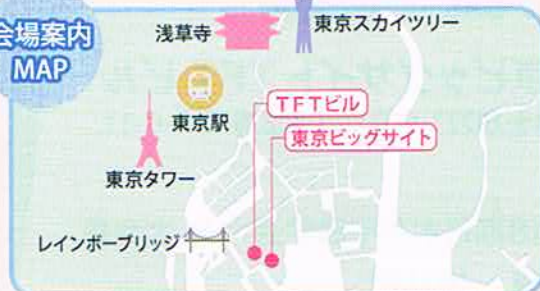 会場案内
MAP
浅草寺
東京スカイツリー
東京駅
TFTビル
東京ビッグサイト
東京タワー
レインボーブリッジ